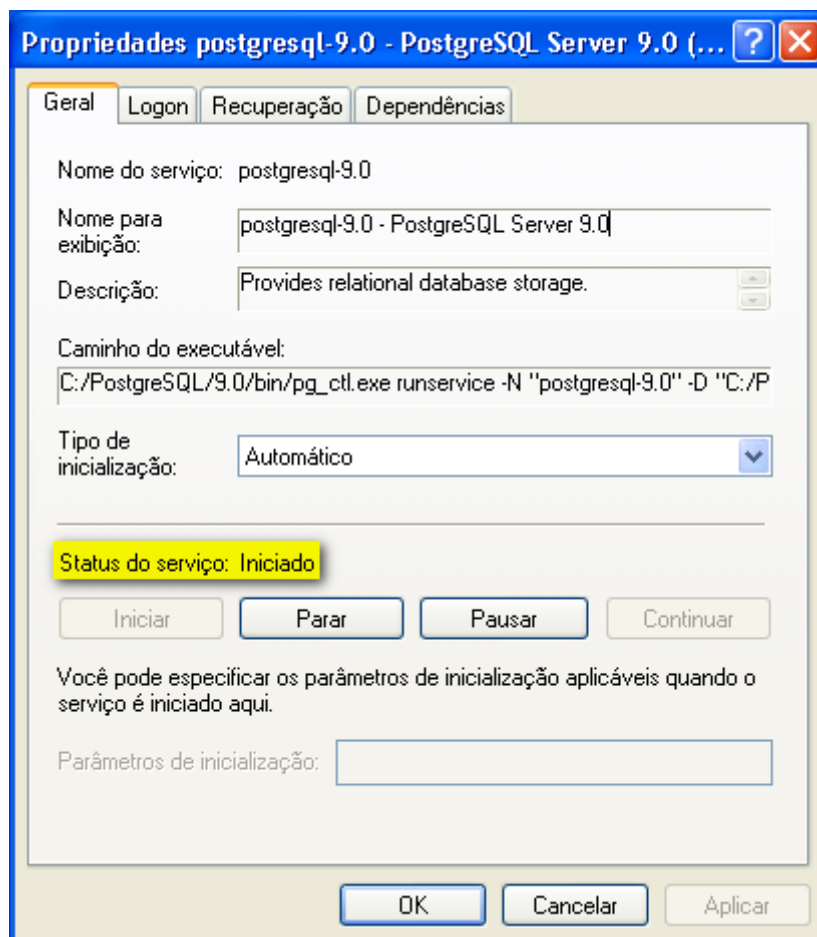 Propriedades postgresql-9.0 - PostgreSQL Server 9.0 (...
Geral
Logon
Recuperação
Dependências
Nome do serviço: postgresql-9.0
Nome para
exibição:
postgresql-9.0 - PostgreSQL Server 9.0
Descrição:
Provides relational database storage.
Caminho do executável:
C:/PostgreSQL/9.0/bin/pg_ctl.exe runservice -N "postgresql-9.0" -D "C:/P
Tipo de
inicialização:
Automático
Status do serviço: Iniciado
Iniciar
Parar
Pausar
Continuar
Você pode especificar os parâmetros de inicialização aplicáveis quando o
serviço é iniciado aqui.
Parâmetros de inicialização:
OK
Cancelar
Aplicar